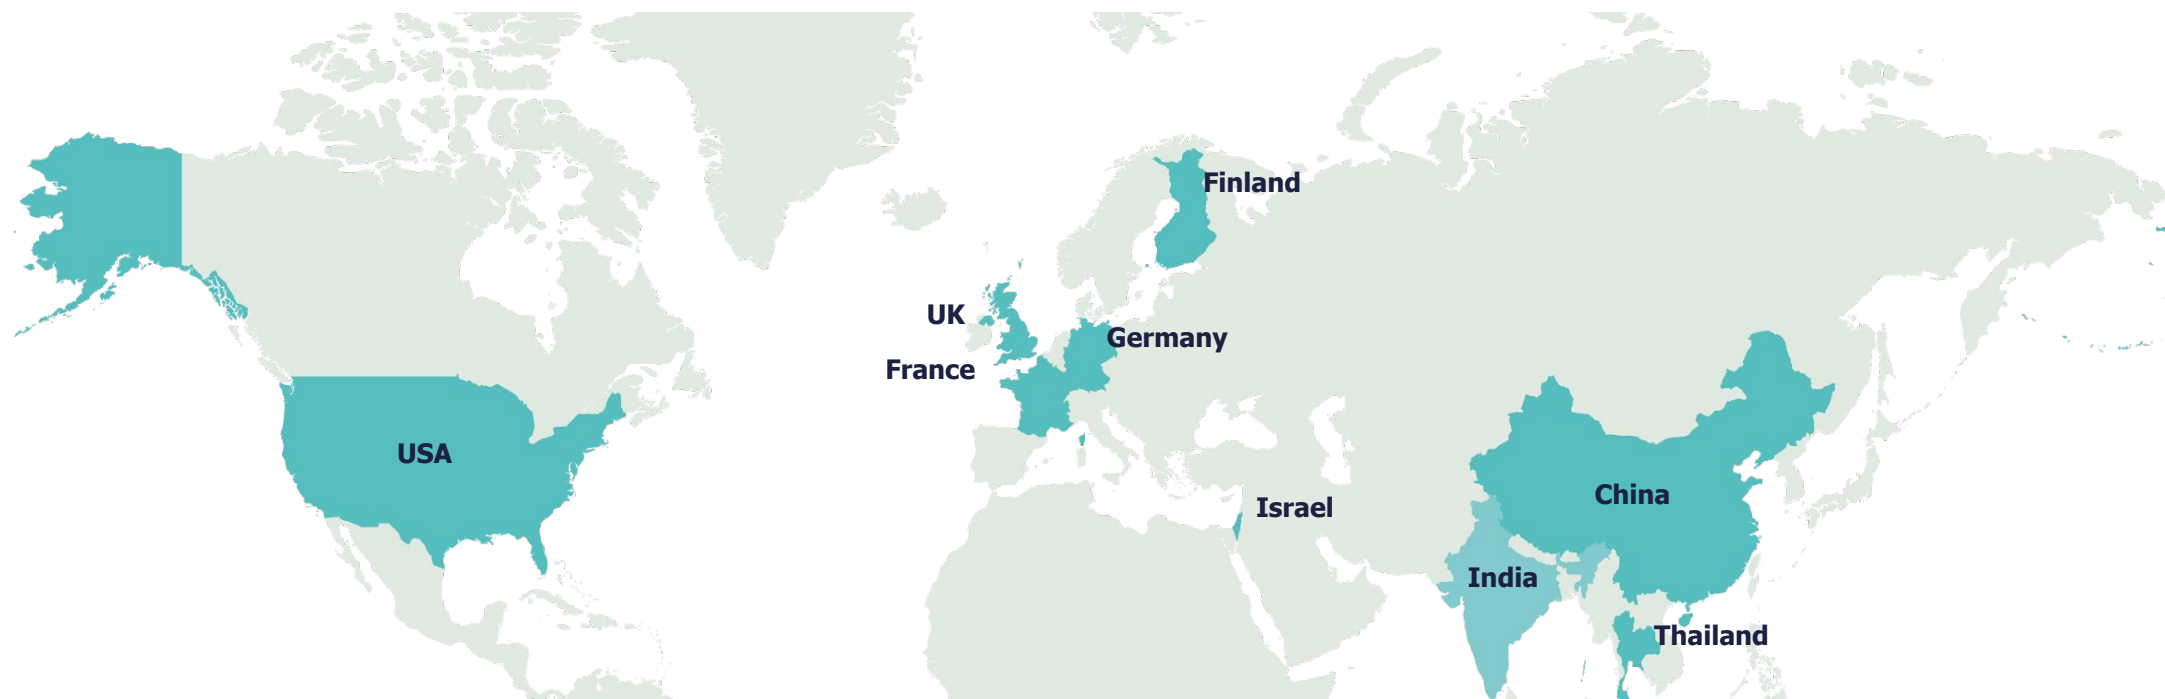 Finland
UK
Germany
France
USA
China
Israel
India
Thailand